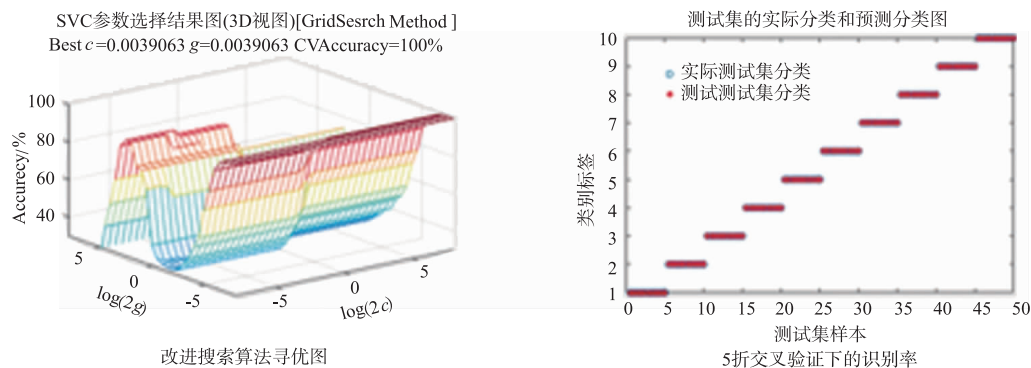 SVC参数选择结果图(3D视图)[GridSesrch Method ]
Best c=0.0039063 g=0.0039063 CVAccuracy=100%
100
80
60
40
Accurecy/%
5
0
-5
log(2g)
-5
0
5
log(2c)
改进搜索算法寻优图
测试集的实际分类和预测分类图
10
9
8
7
6
5
4
3
2
1
类别标签
实际测试集分类
测试测试集分类
0 5 10 15 20 25 30 35 40 45 50
测试集样本
5折交叉验证下的识别率